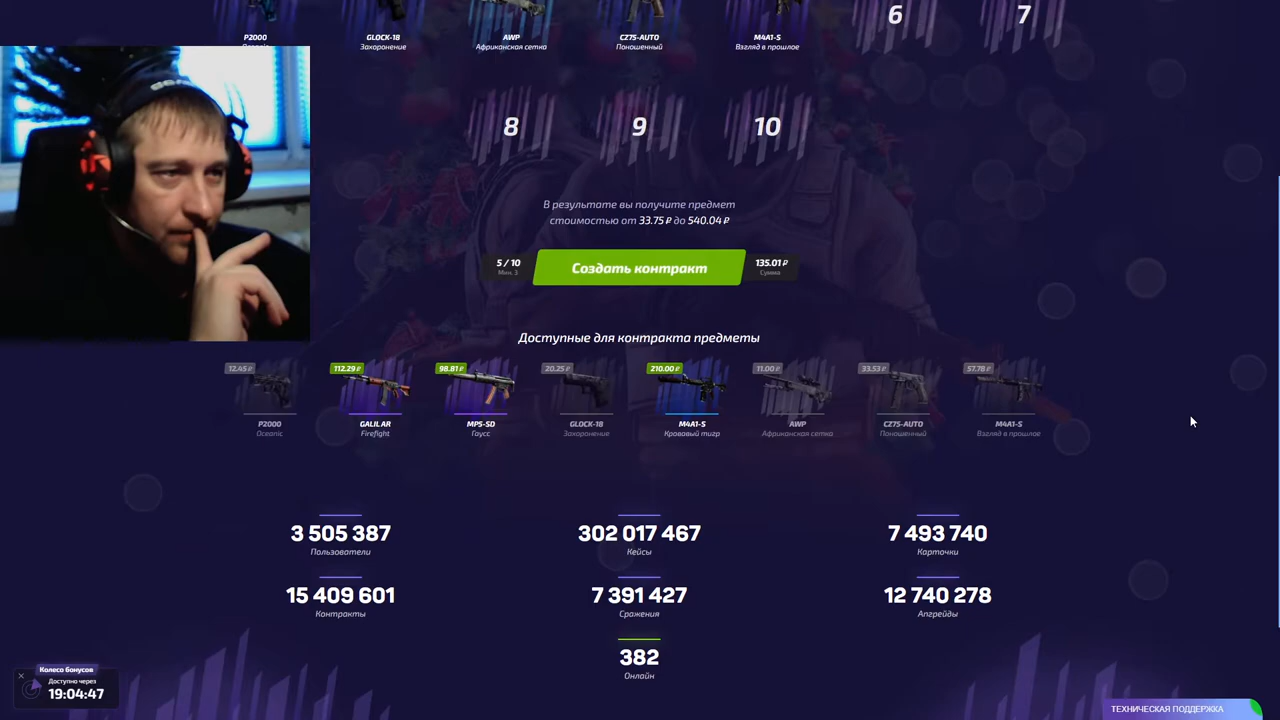 6
7
P2000
GLOCK-18
AWP
CZ75-AUTO
M4A1-S
Oceanic
Захоронение
Африканская сетка
Поношенный
Взгляд в прошлое
8
9
10
В результате вы получите предмет
стоимостью от 33.75 ₽ до 540.04 ₽
5 / 10
Мин. 3
Создать контракт
135.01 ₽
Сумма
Доступные для контракта предметы
12.45 ₽
112.29 ₽
98.81 ₽
20.25 ₽
210.00 ₽
11.00 ₽
33.53 ₽
57.78 ₽
P2000
GALIL AR
MP5-SD
GLOCK-18
M4A1-S
AWP
CZ75-AUTO
M4A1-S
Oceanic
Firefight
Гаусс
Захоронение
Кровавый тигр
Африканская сетка
Поношенный
Взгляд в прошлое
3 505 387
302 017 467
7 493 740
Пользователи
Кейсы
Карточки
15 409 601
7 391 427
12 740 278
Контракты
Сражения
Апгрейды
382
Онлайн
Колесо бонусов
Доступно через
19:04:47
ТЕХНИЧЕСКАЯ ПОДДЕРЖКА